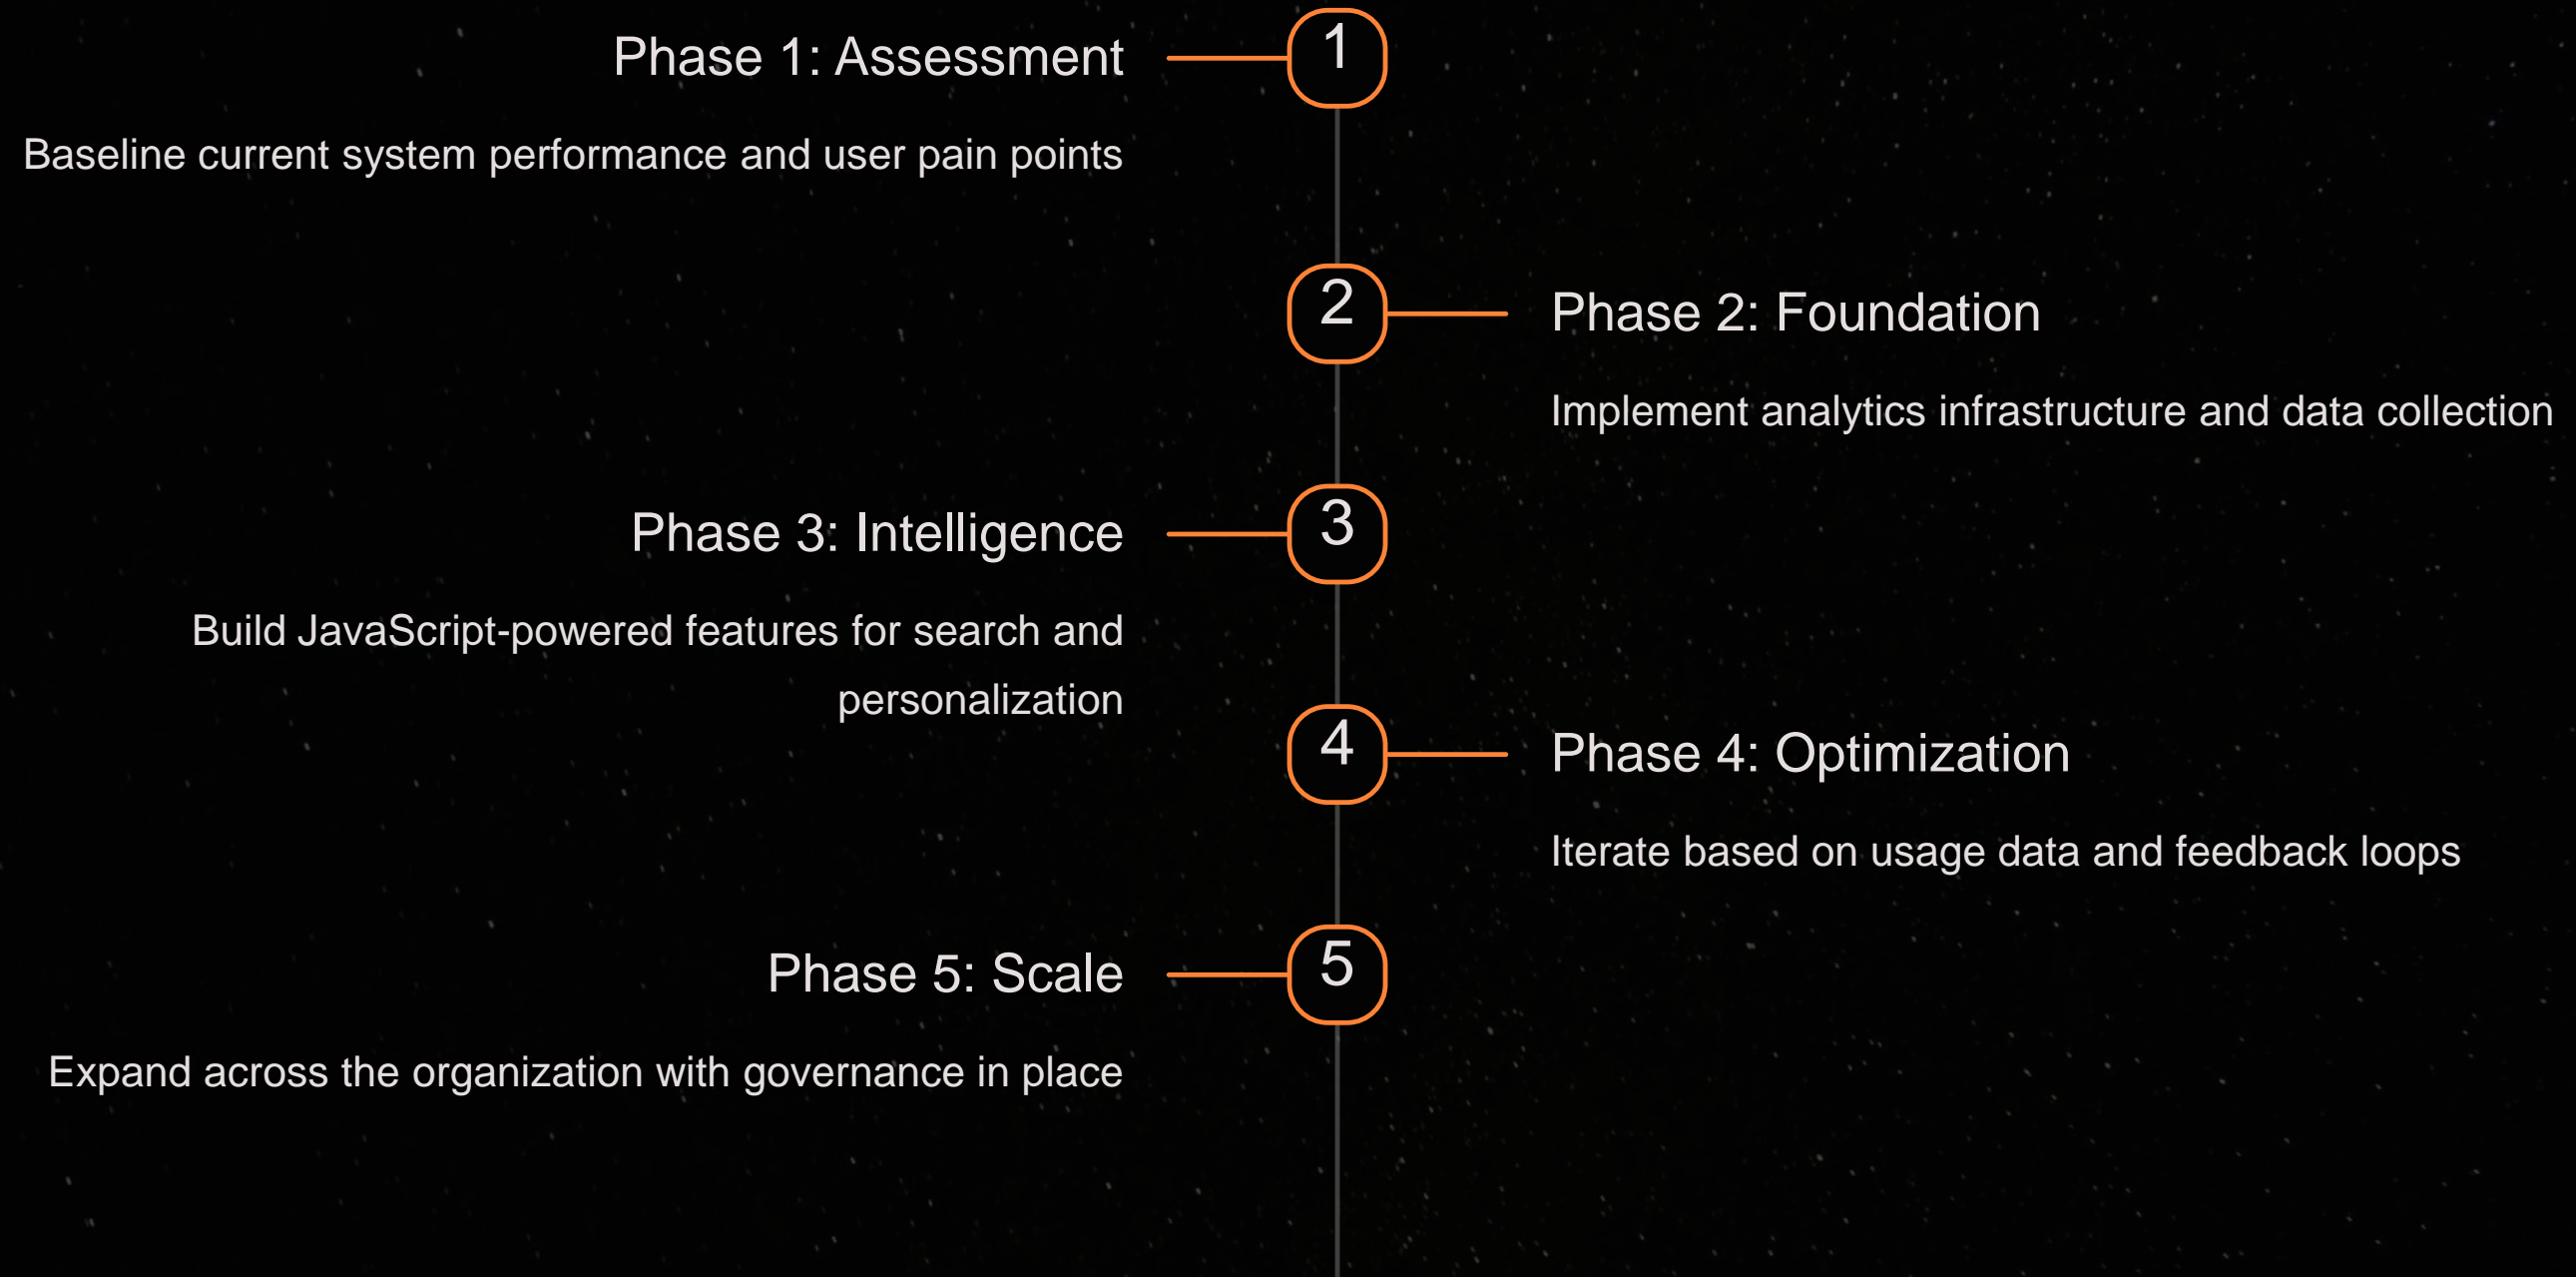 Phase 1: Assessment
1
Baseline current system performance and user pain points
2
Phase 2: Foundation
Implement analytics infrastructure and data collection
Phase 3: Intelligence
3
Build JavaScript-powered features for search and
personalization
4
Phase 4: Optimization
Iterate based on usage data and feedback loops
Phase 5: Scale
5
Expand across the organization with governance in place